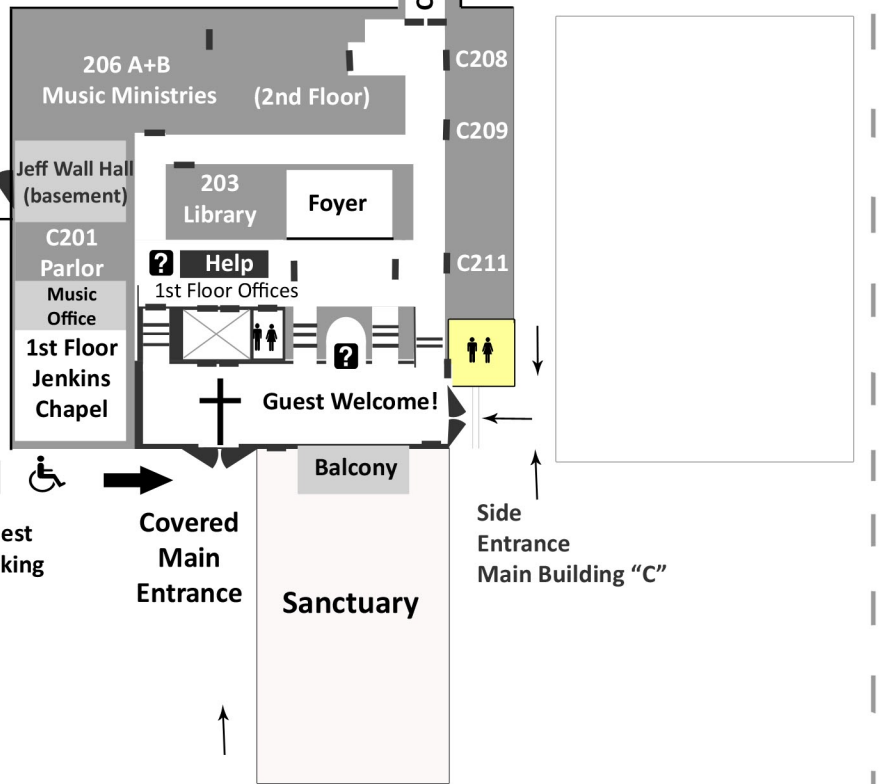 C
C208
206 A+B
Music Ministries (2nd Floor)
C209
Jeff Wall Hall
(basement)
203
Library
Foyer
C201
Parlor
? Help
C211
1st Floor Offices
Music
Office
1st Floor
Jenkins
Chapel
?
Guest Welcome!
Balcony
est
king
Covered
Main
Entrance
Side
Entrance
Main Building “C”
Sanctuary